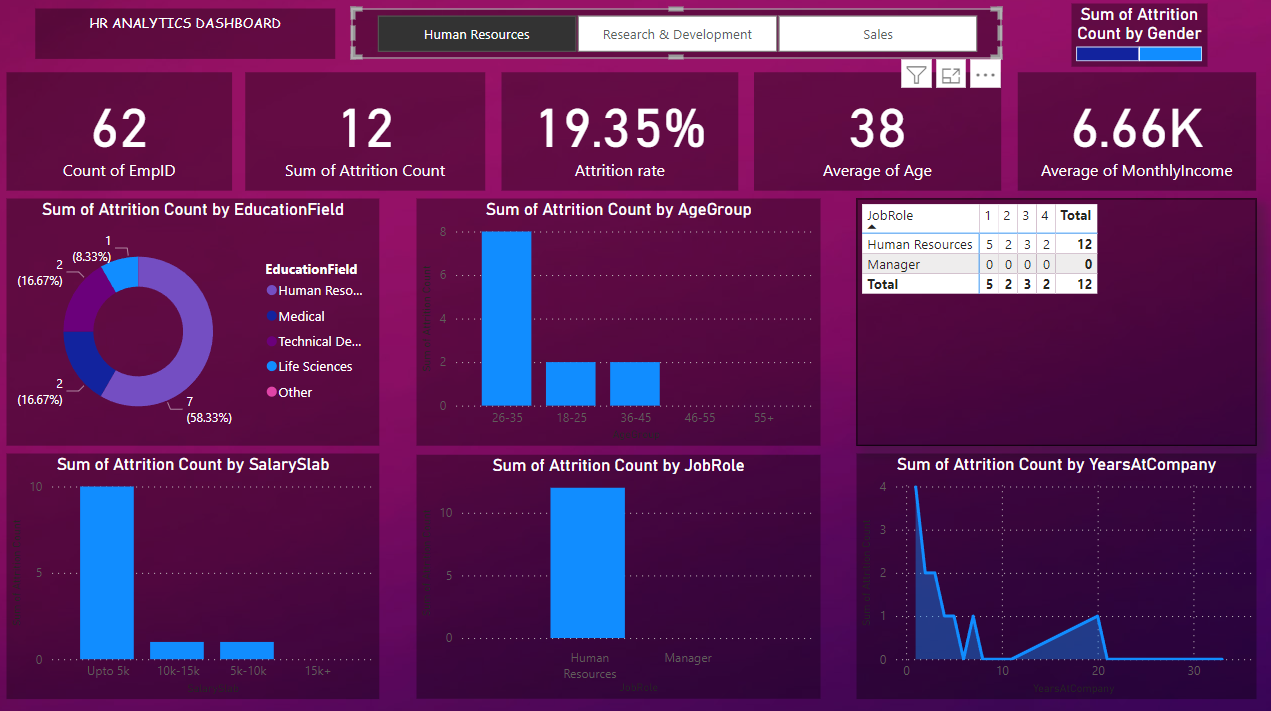 HR ANALYTICS DASHBOARD
Human Resources
Research & Development
Sales
Sum of Attrition
Count by Gender
62
Count of EmpID
12
Sum of Attrition Count
19.35%
Attrition rate
38
Average of Age
6.66K
Average of MonthlyIncome
Sum of Attrition Count by EducationField
1
(8.33%)
2
(16.67%)
2
(16.67%)
7
(58.33%)
EducationField
Human Reso...
Medical
Technical De...
Life Sciences
Other
Sum of Attrition Count by AgeGroup
8
6
4
2
0
26-35 18-25 36-45 46-55 55+
JobRole 1 2 3 4 Total
Human Resources 5 2 3 2 12
Manager 0 0 0 0 0
Total 5 2 3 2 12
Sum of Attrition Count by SalarySlab
10
5
0
Upto 5k 10k-15k 5k-10k 15k+
SalarySlab
Sum of Attrition Count by JobRole
10
5
0
Human
Resources
Manager
JobRole
Sum of Attrition Count by YearsAtCompany
Sum of Attrition Count
4
3
2
1
0
0 10 20 30
YearsAtCompany